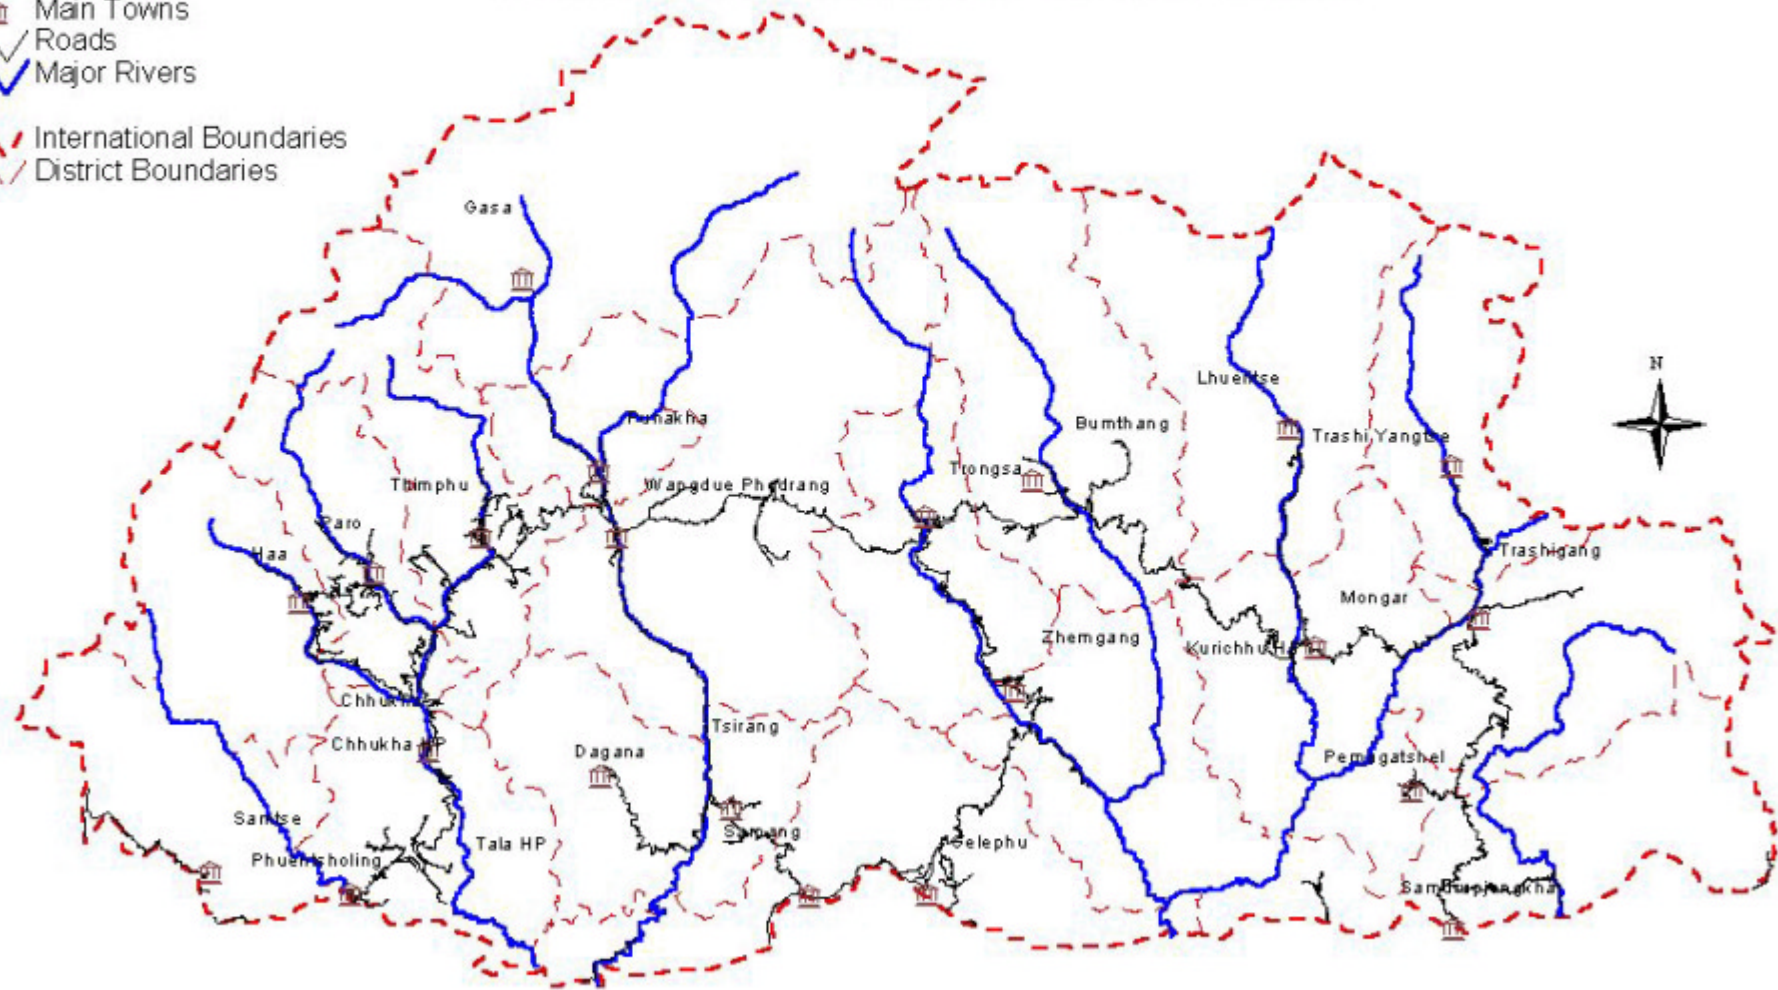 Main Towns
Roads
Major Rivers
International Boundaries
District Boundaries
Gasa
N
Lhuentse
Punakha
Bumthang
Trashi Yangtse
Trongsa
Thimphu
Wangdue Phodrang
Paro
Haa
Trashigang
Mongar
Zhemgang
Kurichhu HP
Chhukha
Tsirang
Chhukha HP
Dagana
Pemagatshel
Samtse
Sarpang
Tala HP
Gelephu
Phuentsholing
Samdrupjongkhar